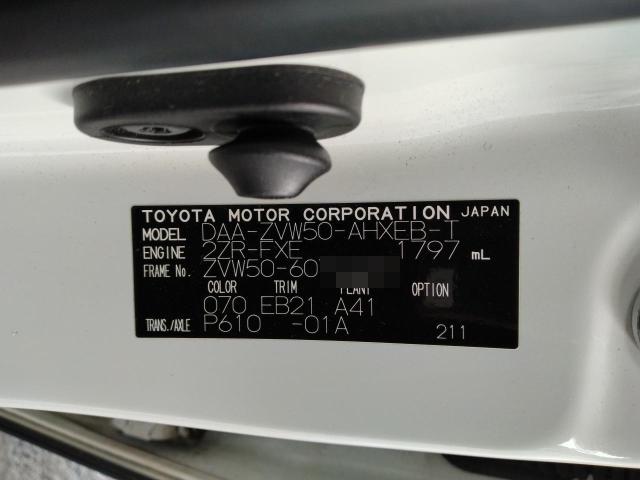 TOYOTA MOTOR CORPORATION JAPAN
MODEL DAA-ZVW50-AHXEB-T
ENGINE 2ZR-FXE 1797 mL
FRAME No. ZVW50-60
COLOR TRIM PLANT OPTION
070 EB21 A41
TRANS./AXLE P610 -01A 211